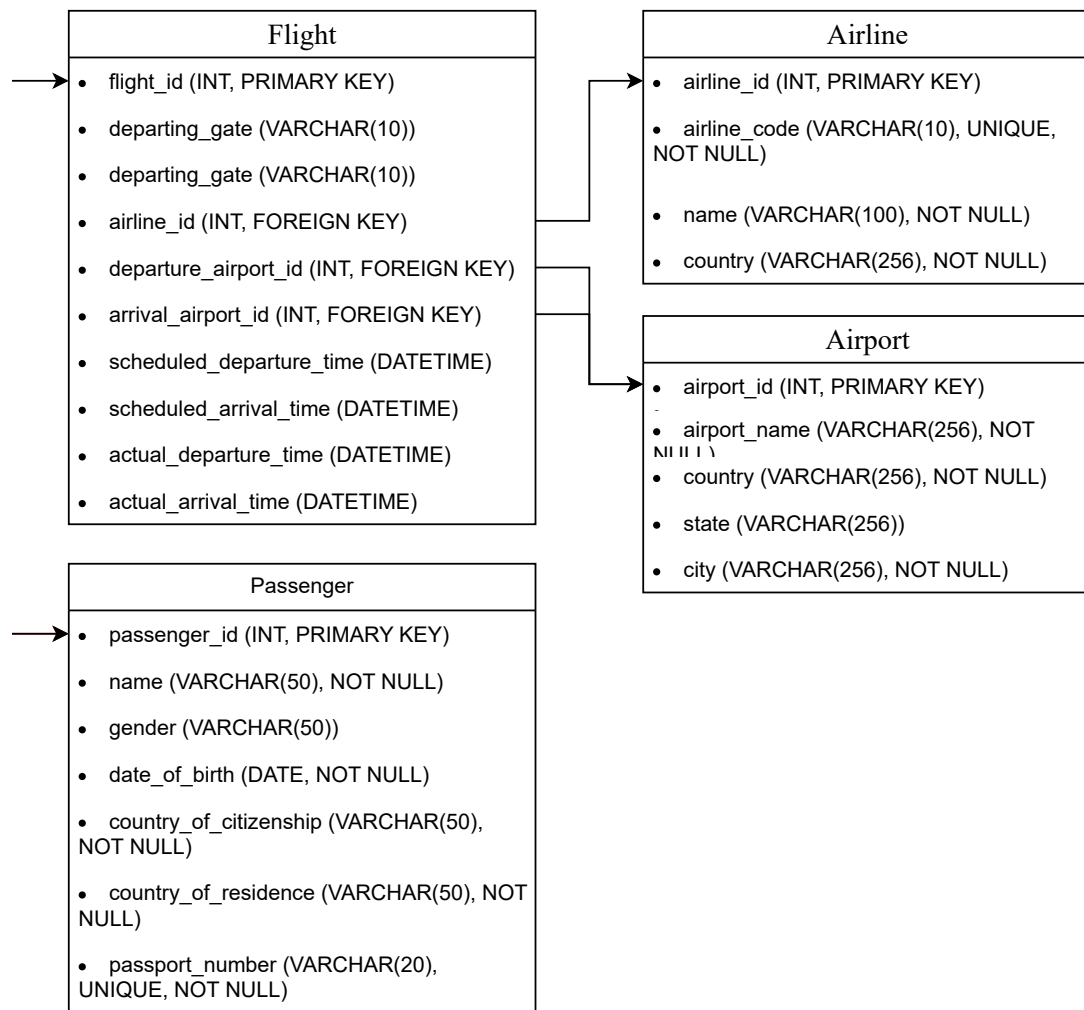 Flight
• flight_id (INT, PRIMARY KEY)
• departing_gate (VARCHAR(10))
• departing_gate (VARCHAR(10))
• airline_id (INT, FOREIGN KEY)
• departure_airport_id (INT, FOREIGN KEY)
• arrival_airport_id (INT, FOREIGN KEY)
• scheduled_departure_time (DATETIME)
• scheduled_arrival_time (DATETIME)
• actual_departure_time (DATETIME)
• actual_arrival_time (DATETIME)
Airline
• airline_id (INT, PRIMARY KEY)
• airline_code (VARCHAR(10), UNIQUE,
NOT NULL)
• name (VARCHAR(100), NOT NULL)
• country (VARCHAR(256), NOT NULL)
Airport
• airport_id (INT, PRIMARY KEY)
• airport_name (VARCHAR(256), NOT
NULL)
• country (VARCHAR(256), NOT NULL)
• state (VARCHAR(256))
• city (VARCHAR(256), NOT NULL)
Passenger
• passenger_id (INT, PRIMARY KEY)
• name (VARCHAR(50), NOT NULL)
• gender (VARCHAR(50))
• date_of_birth (DATE, NOT NULL)
• country_of_citizenship (VARCHAR(50),
NOT NULL)
• country_of_residence (VARCHAR(50), NOT
NULL)
• passport_number (VARCHAR(20),
UNIQUE, NOT NULL)